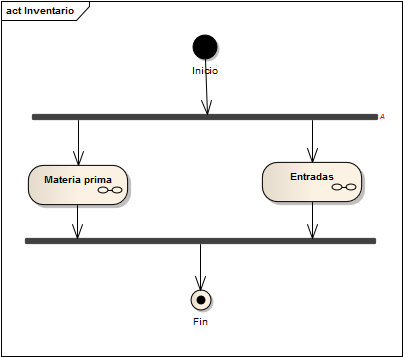 act Inventario
Inicio
A
Materia prima
Entradas
Fin